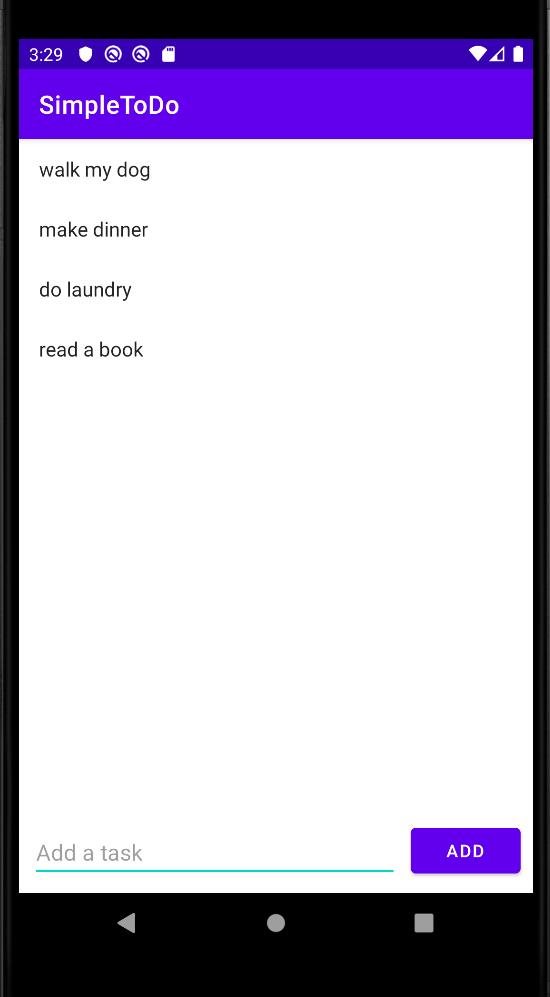 3:29
SimpleToDo
walk my dog
make dinner
do laundry
read a book
Add a task
ADD